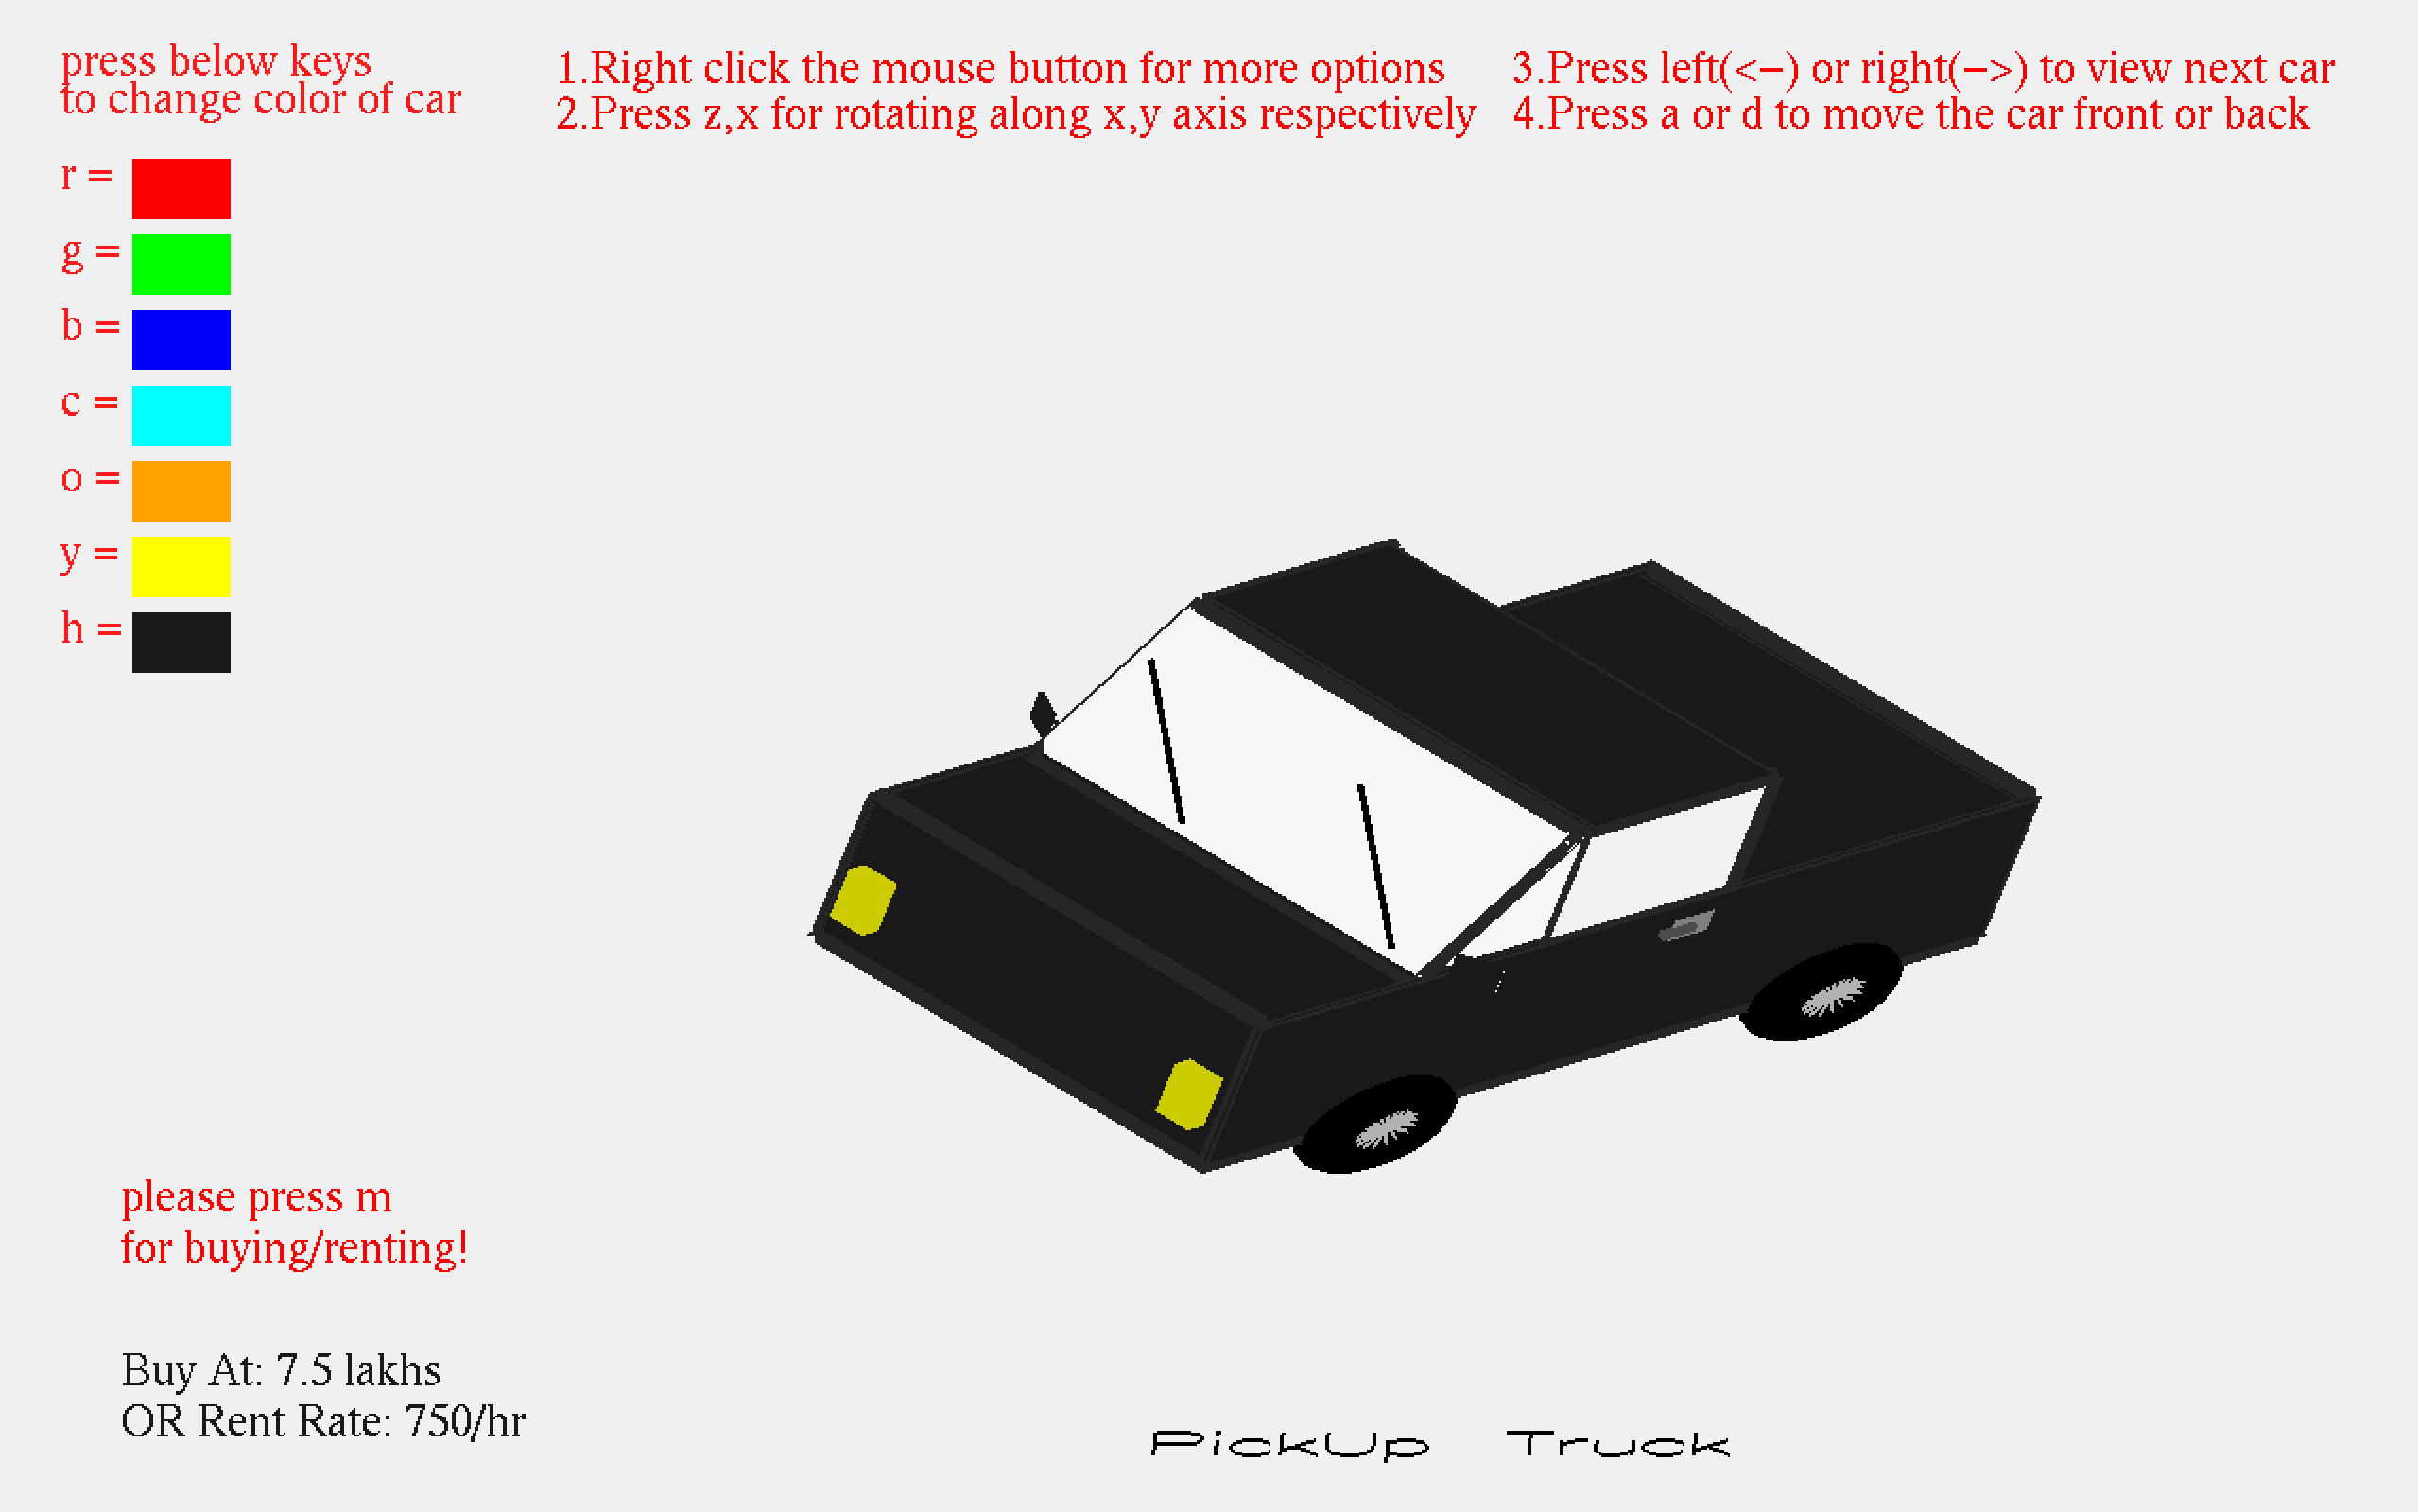 press below keys
to change color of car
1.Right click the mouse button for more options
2.Press z,x for rotating along x,y axis respectively
3.Press left(<-) or right(->) to view next car
4.Press a or d to move the car front or back
r =
g =
b =
c =
o =
y =
h =
please press m
for buying/renting!
Buy At: 7.5 lakhs
OR Rent Rate: 750/hr
PickUp Truck